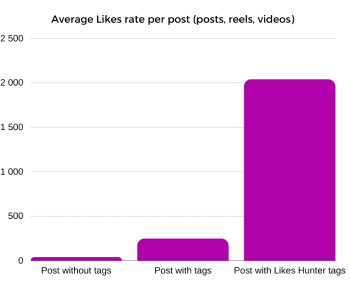 Average Likes rate per post (posts, reels, videos)
2 500
2 000
1 500
1 000
500
0
Post without tags
Post with tags
Post with Likes Hunter tags